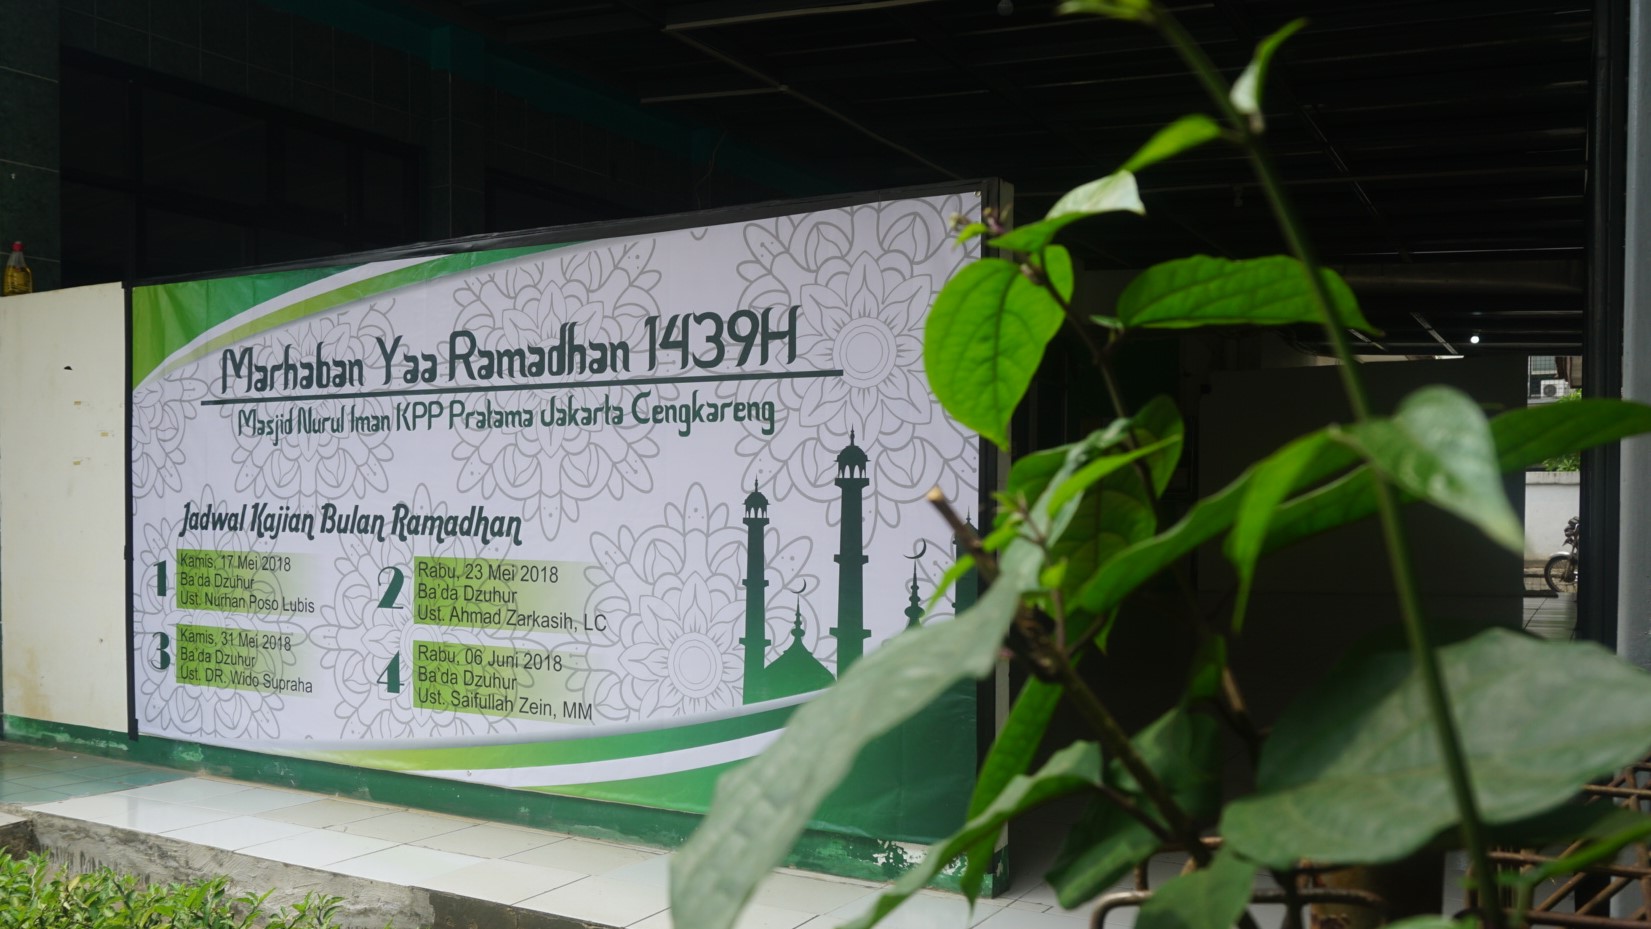 Marhaban Yaa Ramadhan 1439H
Masjid Nurul Iman KPP Pratama Jakarta Cengkareng
Jadwal Kajian Bulan Ramadhan
1
Kamis, 17 Mei 2018
Ba'da Dzuhur
Ust. Nurhan Poso Lubis
2
Rabu, 23 Mei 2018
Ba'da Dzuhur
Ust. Ahmad Zarkasih, LC
3
Kamis, 31 Mei 2018
Ba'da Dzuhur
Ust. DR. Wido Supraha
4
Rabu, 06 Juni 2018
Ba'da Dzuhur
Ust. Saifullah Zein, MM